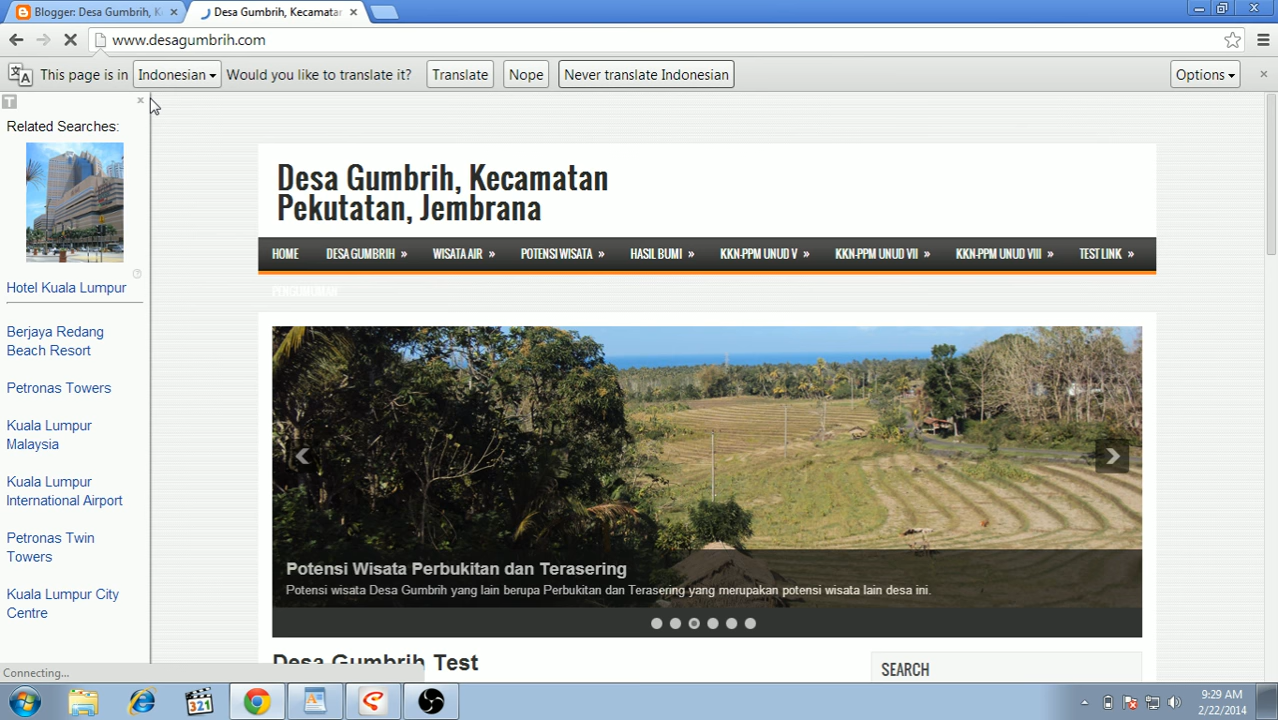 Blogger: Desa Gumbrih, K
Desa Gumbrih, Kecamatan
www.desagumbrih.com
This page is in Indonesian Would you like to translate it? Translate Nope Never translate Indonesian Options
Related Searches:
Hotel Kuala Lumpur
Berjaya Redang
Beach Resort
Petronas Towers
Kuala Lumpur
Malaysia
Kuala Lumpur
International Airport
Petronas Twin
Towers
Kuala Lumpur City
Centre
Desa Gumbrih, Kecamatan
Pekutatan, Jembrana
HOME DESA GUMBRIH » WISATA AIR » POTENSI WISATA » HASIL BUMI » KKN-PPM UNUD V » KKN-PPM UNUD VII » KKN-PPM UNUD VIII » TEST LINK »
PENGUMUMAN
Potensi Wisata Perbukitan dan Terasering
Potensi wisata Desa Gumbrih yang lain berupa Perbukitan dan Terasering yang merupakan potensi wisata lain desa ini.
Desa Gumbrih Test
SEARCH
Connecting...
321
9:29 AM
2/22/2014